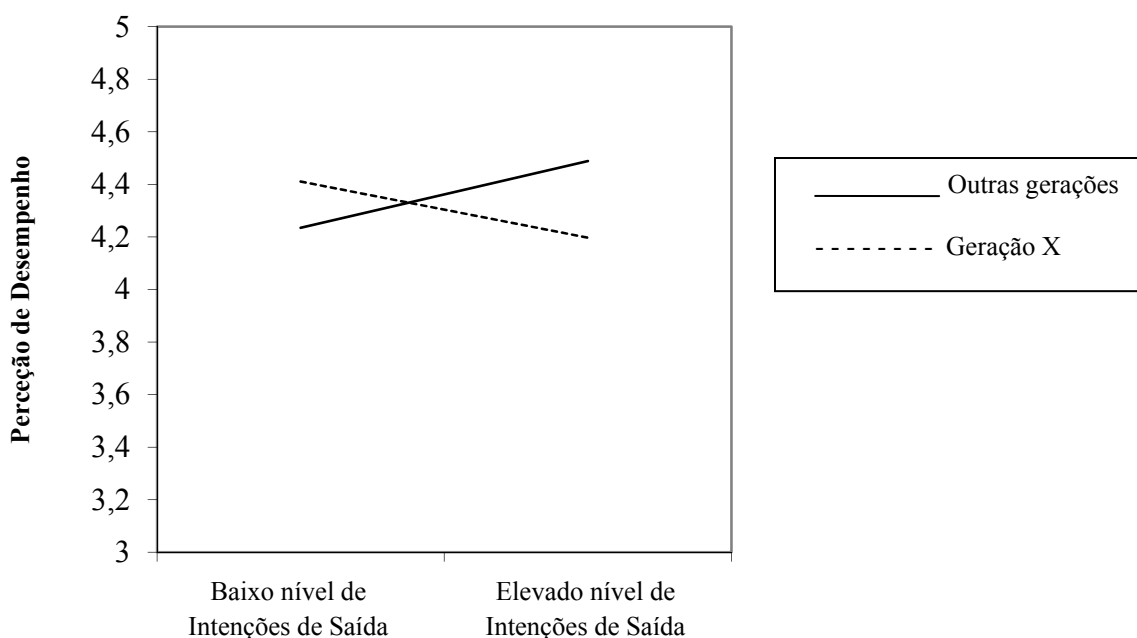 5
4,8
4,6
4,4
4,2
4
3,8
3,6
3,4
3,2
3
Perceção de Desempenho
Baixo nível de
Intenções de Saída
Elevado nível de
Intenções de Saída
Outras gerações
Geração X